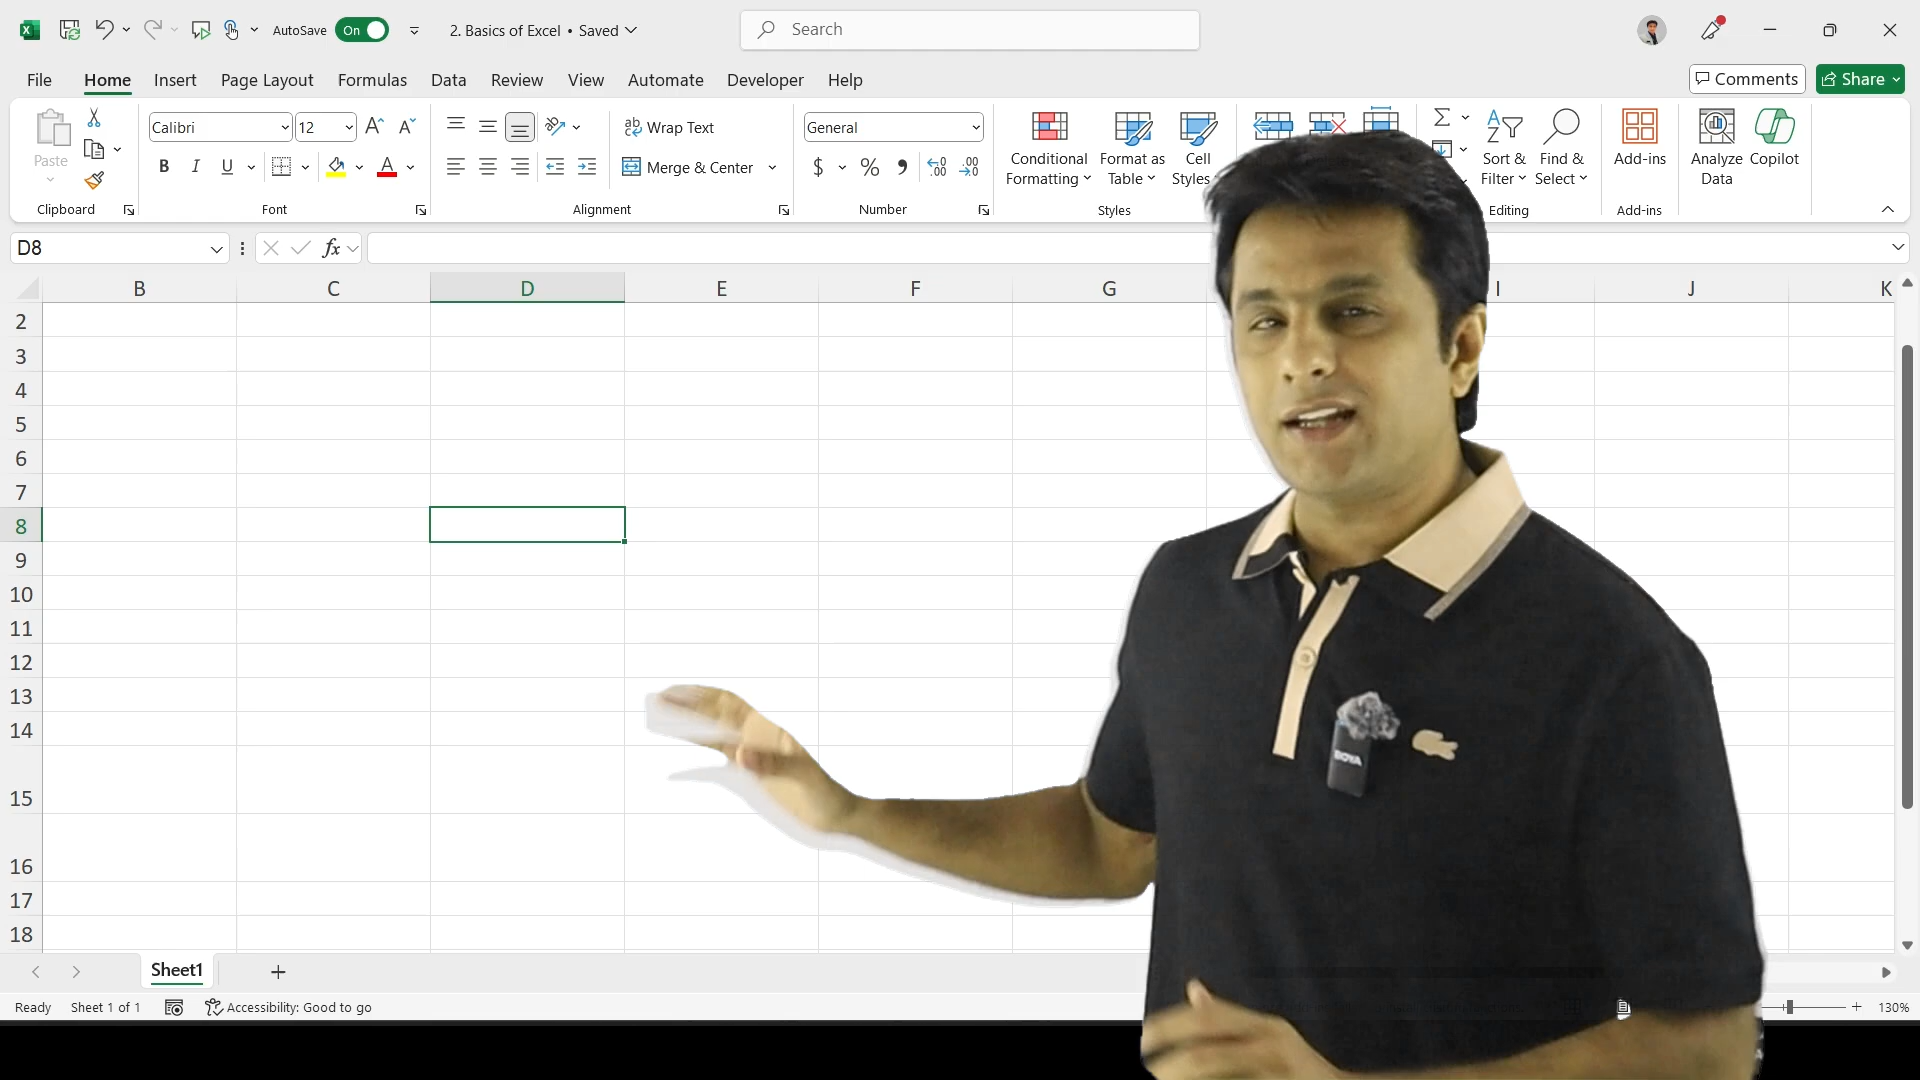 AutoSave On 2. Basics of Excel • Saved Search
File Home Insert Page Layout Formulas Data Review View Automate Developer Help Comments Share
Paste Calibri 12 Wrap Text General Conditional Formatting Format as Table Cell Styles Sort & Filter Find & Select Add-ins Analyze Data Copilot
B I U Merge & Center $ % 9
Clipboard Font Alignment Number Styles Editing Add-ins
D8 fx
B C D E F G I J K
2
3
4
5
6
7
8
9
10
11
12
13
14
BOYA
15
16
17
18
Sheet1
Ready Sheet 1 of 1 Accessibility: Good to go 130%